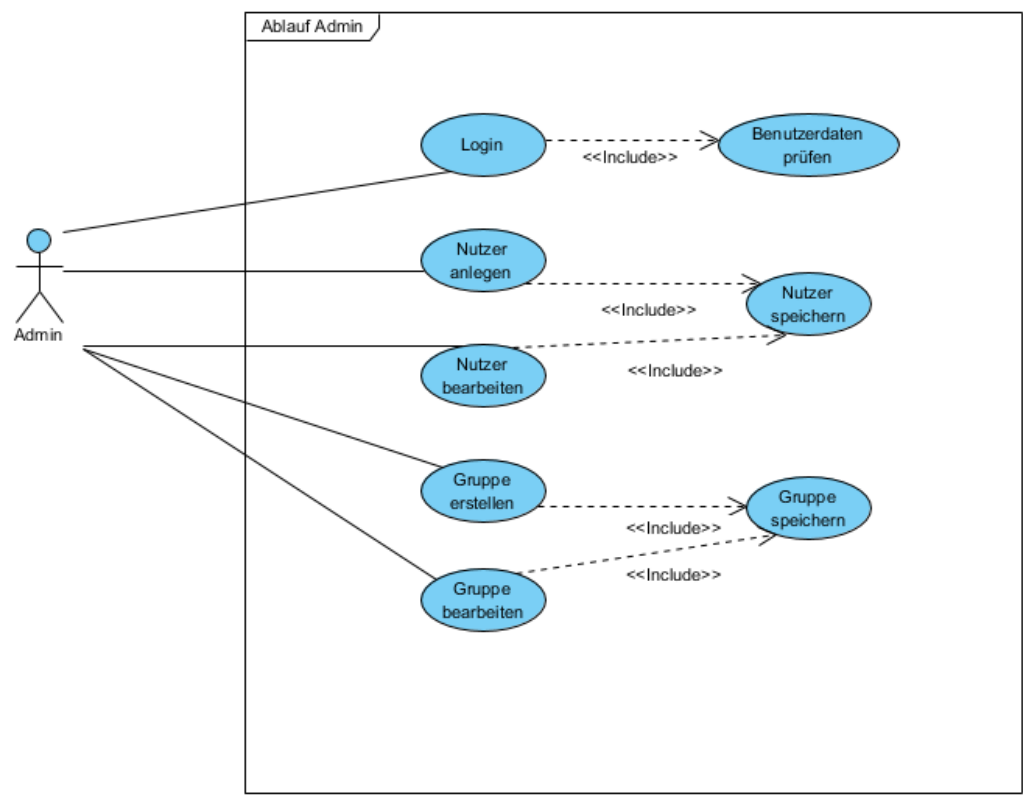 Ablauf Admin
Login
<<Include>>
Benutzerdaten
prüfen
Admin
Nutzer
anlegen
<<Include>>
Nutzer
speichern
Nutzer
bearbeiten
<<Include>>
Gruppe
erstellen
<<Include>>
Gruppe
speichern
Gruppe
bearbeiten
<<Include>>